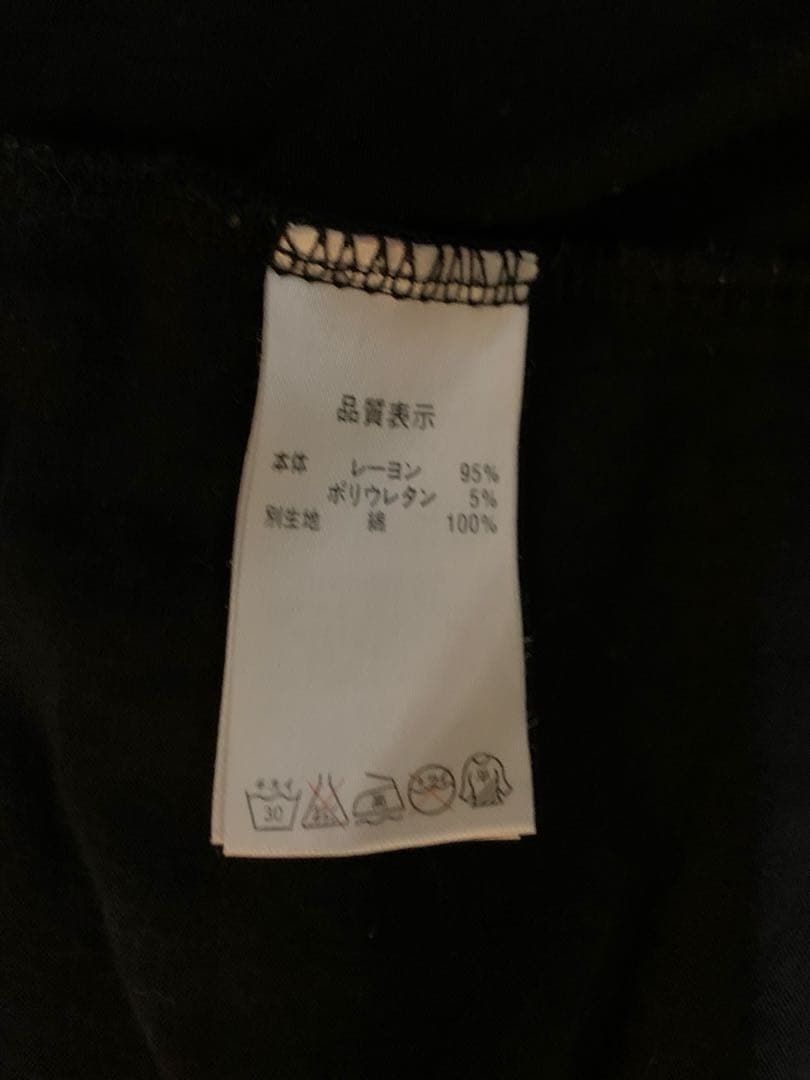 品質表示
本体 レーヨン 95%
ポリウレタン 5%
別生地 綿 100%
30